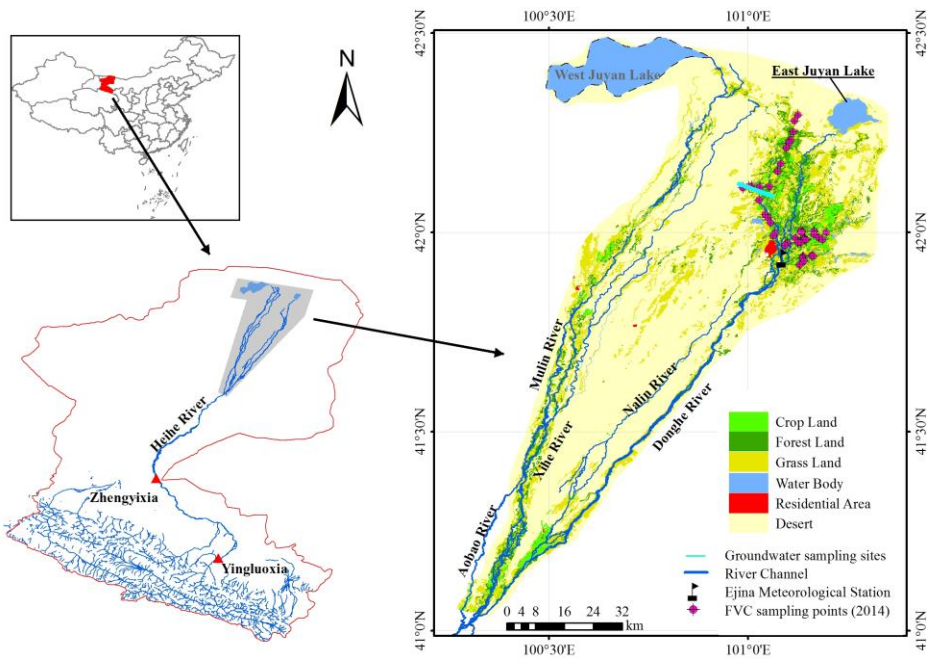 N
Heihe River
Zhengyixia
Yingluoxia
100°30'E
101°0'E
42°30'N
42°30'N
West Juyan Lake
East Juyan Lake
42°0'N
42°0'N
Mulin River
Nalin River
Donghe River
Xihe River
Aobao River
41°30'N
41°30'N
Crop Land
Forest Land
Grass Land
Water Body
Residential Area
Desert
Groundwater sampling sites
River Channel
Ejina Meteorological Station
FVC sampling points (2014)
0 4 8 16 24 32
km
41°0'N
41°0'N
100°30'E
101°0'E